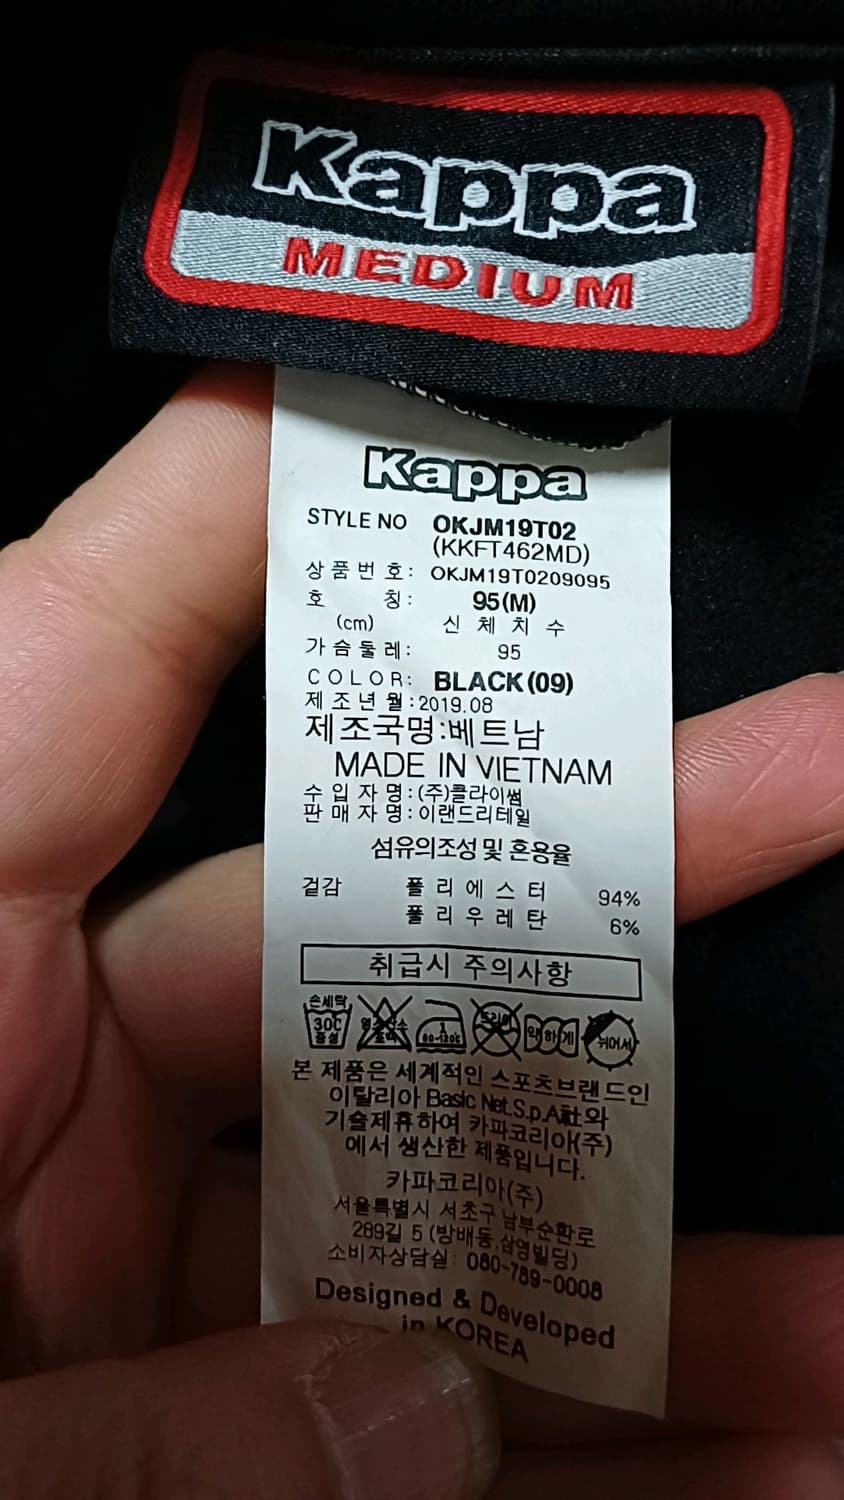 Kappa
MEDIUM
Kappa
STYLE NO OKJM19T02
(KKFT462MD)
상품번호: OKJM19T0209095
호 칭: 95(M)
(cm) 신체치수
가슴둘레: 95
COLOR: BLACK(09)
제조년월:2019.08
제조국명:베트남
MADE IN VIETNAM
수입자명:(주)클라이쎔
판매자명:이랜드리테일
섬유의조성 및 혼용율
겉감 폴리에스터 94%
폴리우레탄 6%
취급시 주의사항
손세탁
30℃
중성
염소표백
80-120℃
드라이
약하게
뉘어서
본 제품은 세계적인 스포츠브랜드인
이탈리아 Basic Net.S.p.A社와
기술제휴하여 카파코리아(주)
에서 생산한 제품입니다.
카파코리아(주)
서울특별시 서초구 남부순환로
289길 5 (방배동,삼영빌딩)
소비자상담실: 080-789-0008
Designed & Developed
in KOREA